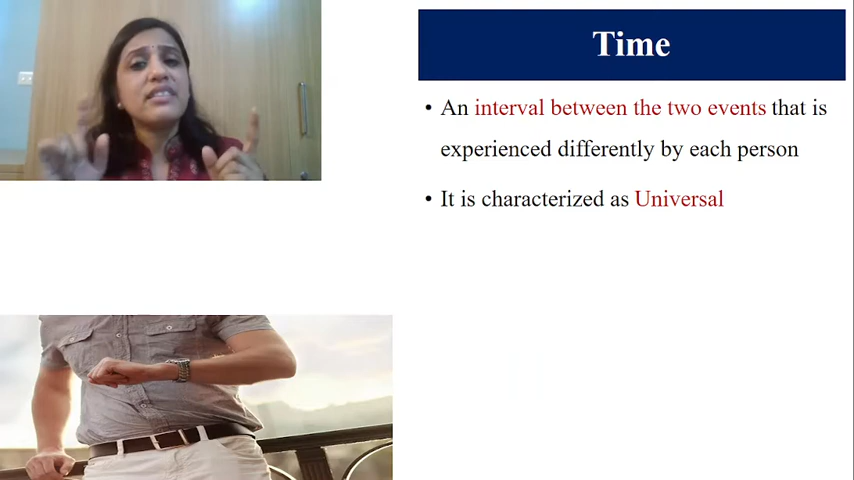 Time
• An interval between the two events that is
experienced differently by each person
• It is characterized as Universal